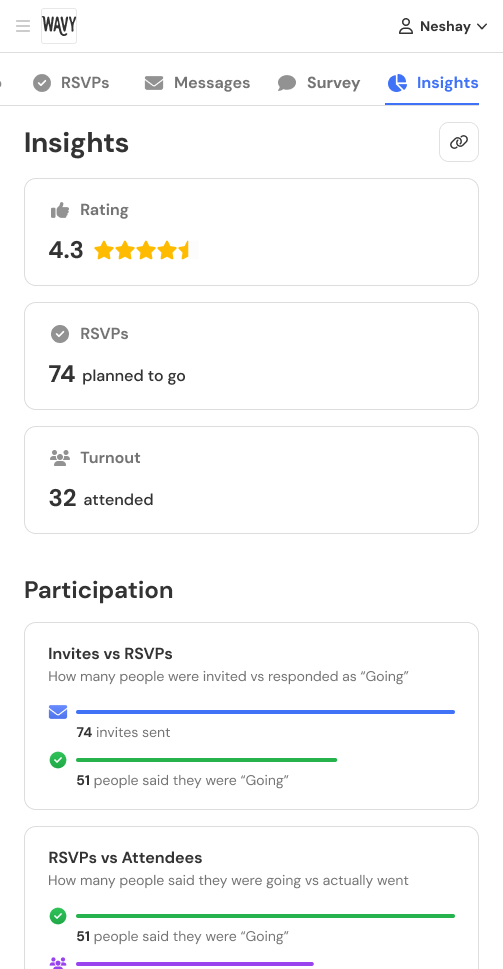 WAVY
Neshay
RSVPs
Messages
Survey
Insights
Insights
Rating
4.3
RSVPs
74 planned to go
Turnout
32 attended
Participation
Invites vs RSVPs
How many people were invited vs responded as “Going”
74 invites sent
51 people said they were “Going”
RSVPs vs Attendees
How many people said they were going vs actually went
51 people said they were “Going”